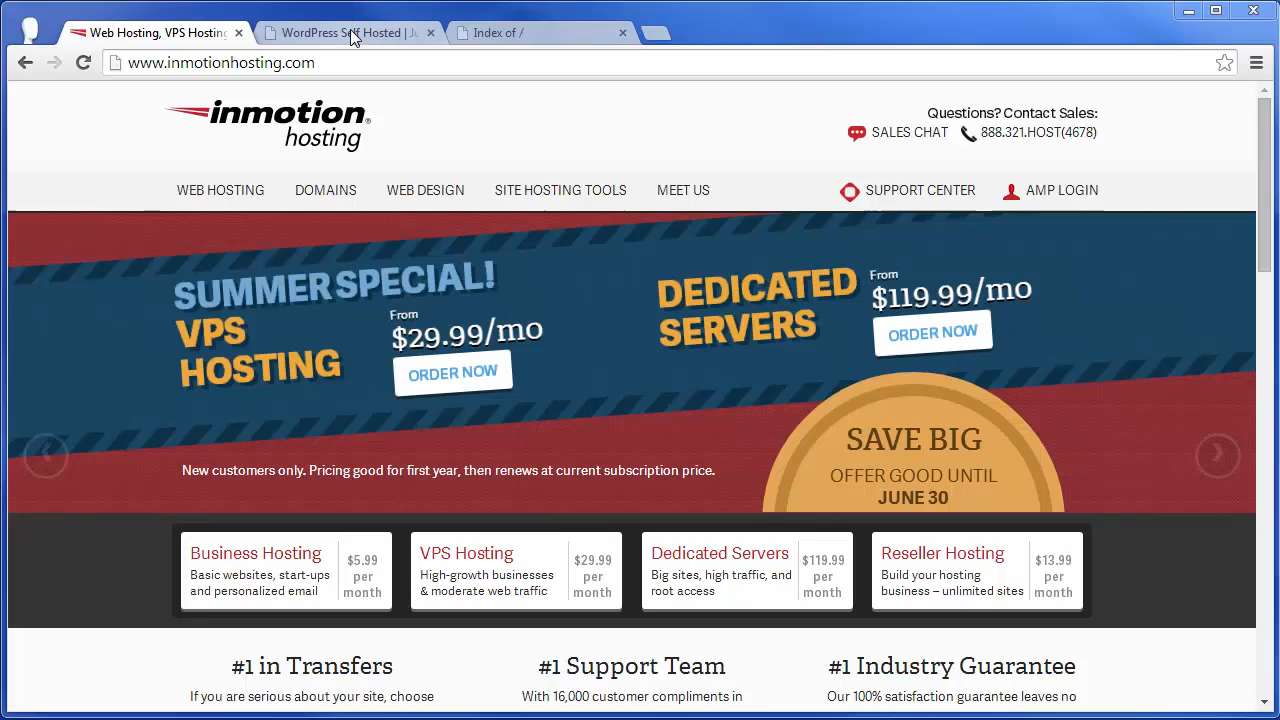 Web Hosting, VPS Hosting
WordPress Self Hosted | Ju
Index of /
www.inmotionhosting.com
inmotion®
hosting
Questions? Contact Sales:
SALES CHAT
888.321.HOST(4678)
WEB HOSTING
DOMAINS
WEB DESIGN
SITE HOSTING TOOLS
MEET US
SUPPORT CENTER
AMP LOGIN
SUMMER SPECIAL!
VPS
HOSTING
From
$29.99/mo
ORDER NOW
DEDICATED
SERVERS
From
$119.99/mo
ORDER NOW
New customers only. Pricing good for first year, then renews at current subscription price.
SAVE BIG
OFFER GOOD UNTIL
JUNE 30
Business Hosting
Basic websites, start-ups
and personalized email
$5.99
per
month
VPS Hosting
High-growth businesses
& moderate web traffic
$29.99
per
month
Dedicated Servers
Big sites, high traffic, and
root access
$119.99
per
month
Reseller Hosting
Build your hosting
business – unlimited sites
$13.99
per
month
#1 in Transfers
If you are serious about your site, choose
#1 Support Team
With 16,000 customer compliments in
#1 Industry Guarantee
Our 100% satisfaction guarantee leaves no